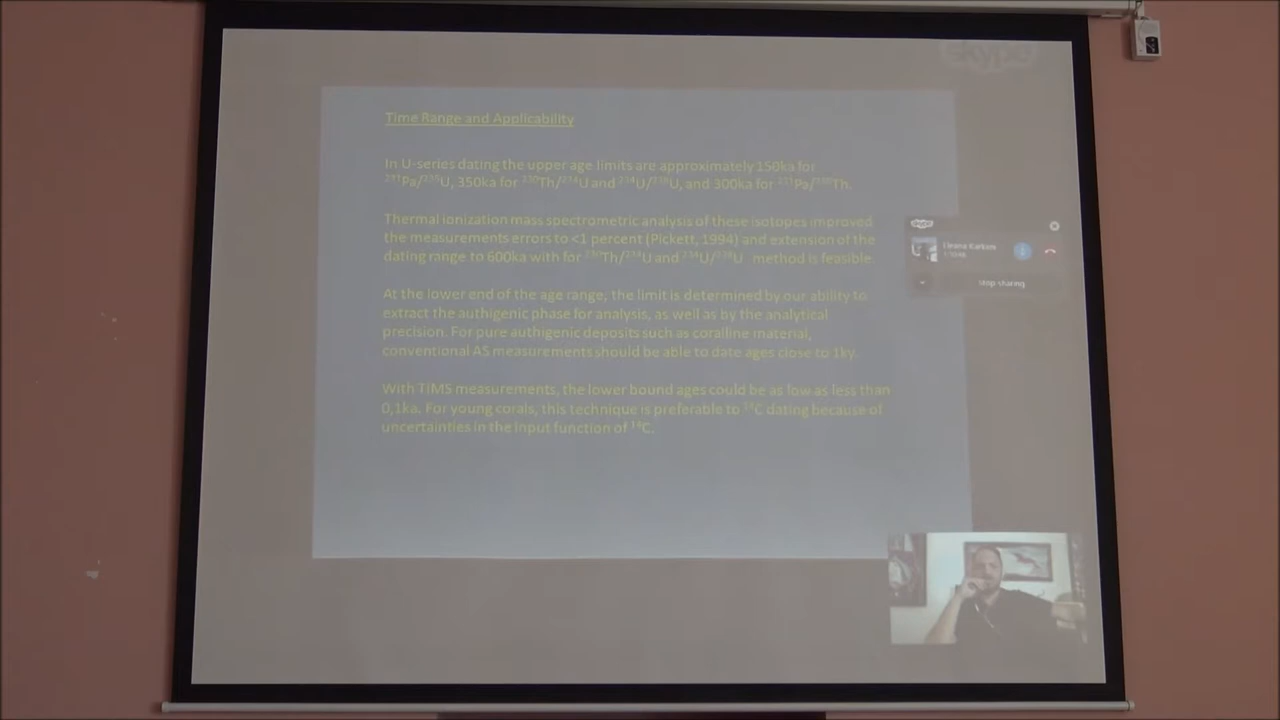 skype
Time Range and Applicability
In U-series dating the upper age limits are approximately 150ka for
²³¹Pa/²³⁵U, 350ka for ²³⁰Th/²³⁴U and ²³⁴U/²³⁸U, and 300ka for ²³¹Pa/²³⁰Th.
Thermal ionization mass spectrometric analysis of these isotopes improved
the measurements errors to <1 percent (Pickett, 1994) and extension of the
dating range to 600ka with for ²³⁰Th/²³⁴U and ²³⁴U/²³⁸U method is feasible.
At the lower end of the age range, the limit is determined by our ability to
extract the authigenic phase for analysis, as well as by the analytical
precision. For pure authigenic deposits such as coralline material,
conventional AS measurements should be able to date ages close to 1ky.
With TIMS measurements, the lower bound ages could be as low as less than
0,1ka. For young corals, this technique is preferable to ¹⁴C dating because of
uncertainties in the input function of ¹⁴C.
skype
Stop sharing